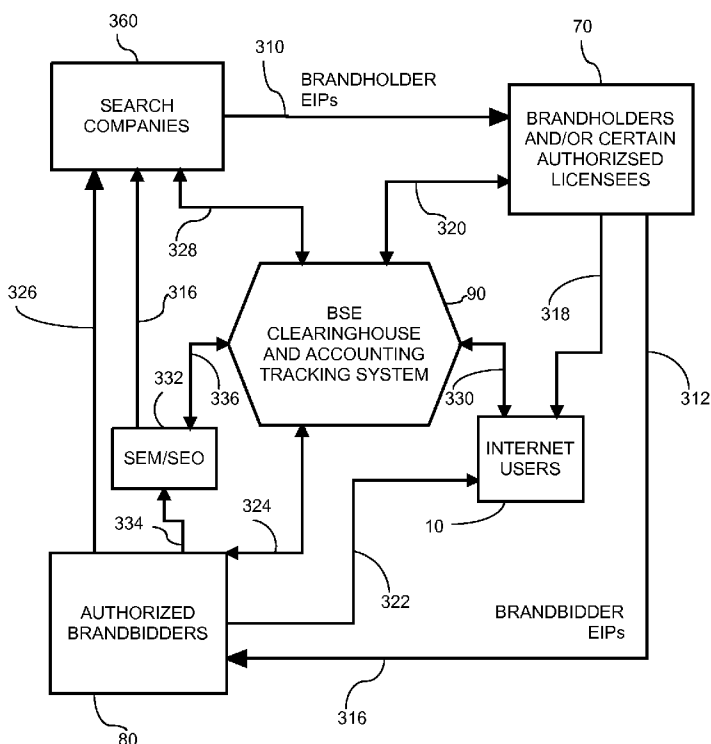 360
310
70
BRANDHOLDER
EIPs
SEARCH
COMPANIES
BRANDHOLDERS
AND/OR CERTAIN
AUTHORIZSED
LICENSEES
328
320
326
316
90
318
BSE
CLEARINGHOUSE
AND ACCOUNTING
TRACKING SYSTEM
332
336
330
312
SEM/SEO
INTERNET
USERS
334
324
10
322
AUTHORIZED
BRANDBIDDERS
BRANDBIDDER
EIPs
316
80